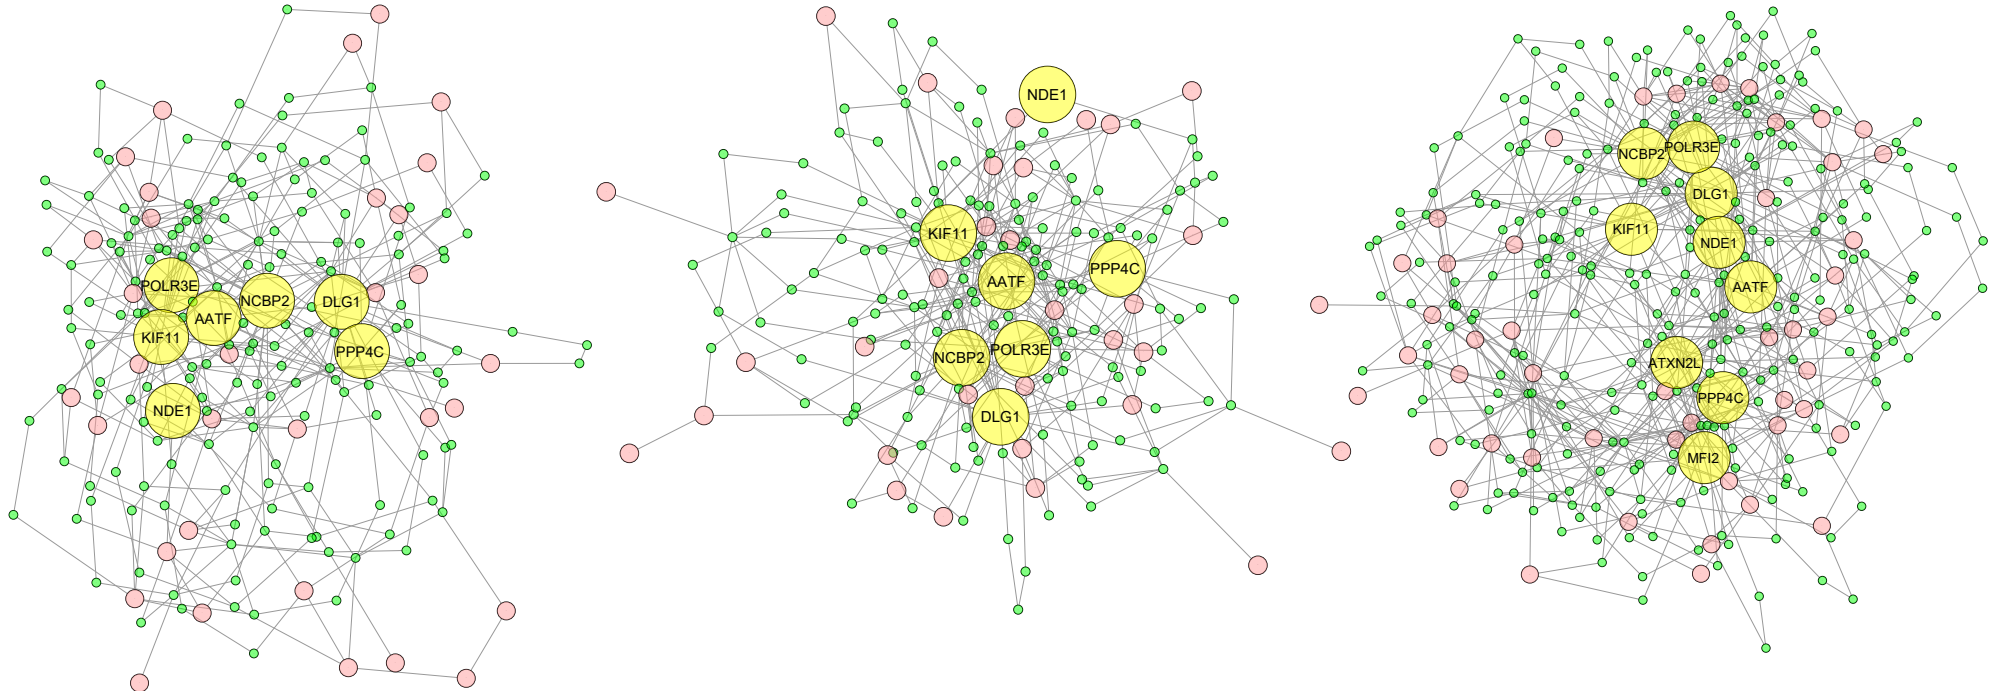 POLR3E
NCBP2
DLG1
AATF
KIF11
PPP4C
NDE1
NDE1
KIF11
PPP4C
AATF
POLR3E
NCBP2
DLG1
POLR3E
NCBP2
DLG1
KIF11
NDE1
AATF
ATXN2L
PPP4C
MFI2